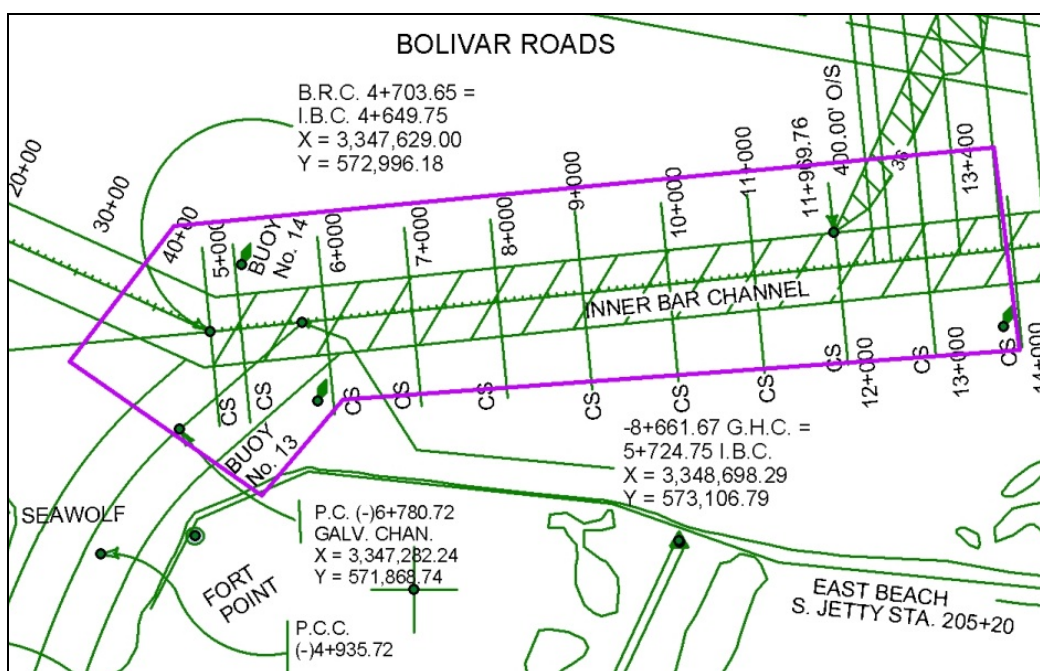 BOLIVAR ROADS
B.R.C. 4+703.65 =
I.B.C. 4+649.75
X = 3,347,629.00
Y = 572,996.18
20+00
30+00
40+00
5+000
BUOY
No. 14
6+000
7+000
8+000
9+000
10+000
11+000
11+969.76
400.00' O/S
36
13+400
INNER BAR CHANNEL
CS
CS
CS
CS
CS
CS
CS
CS
CS
CS
CS
12+000
13+000
14+000
BUOY
No. 13
-8+661.67 G.H.C. =
5+724.75 I.B.C.
X = 3,348,698.29
Y = 573,106.79
SEAWOLF
P.C. (-)6+780.72
GALV. CHAN.
X = 3,347,282.24
Y = 571,868.74
FORT
POINT
P.C.C.
(-)4+935.72
EAST BEACH
S. JETTY STA. 205+20